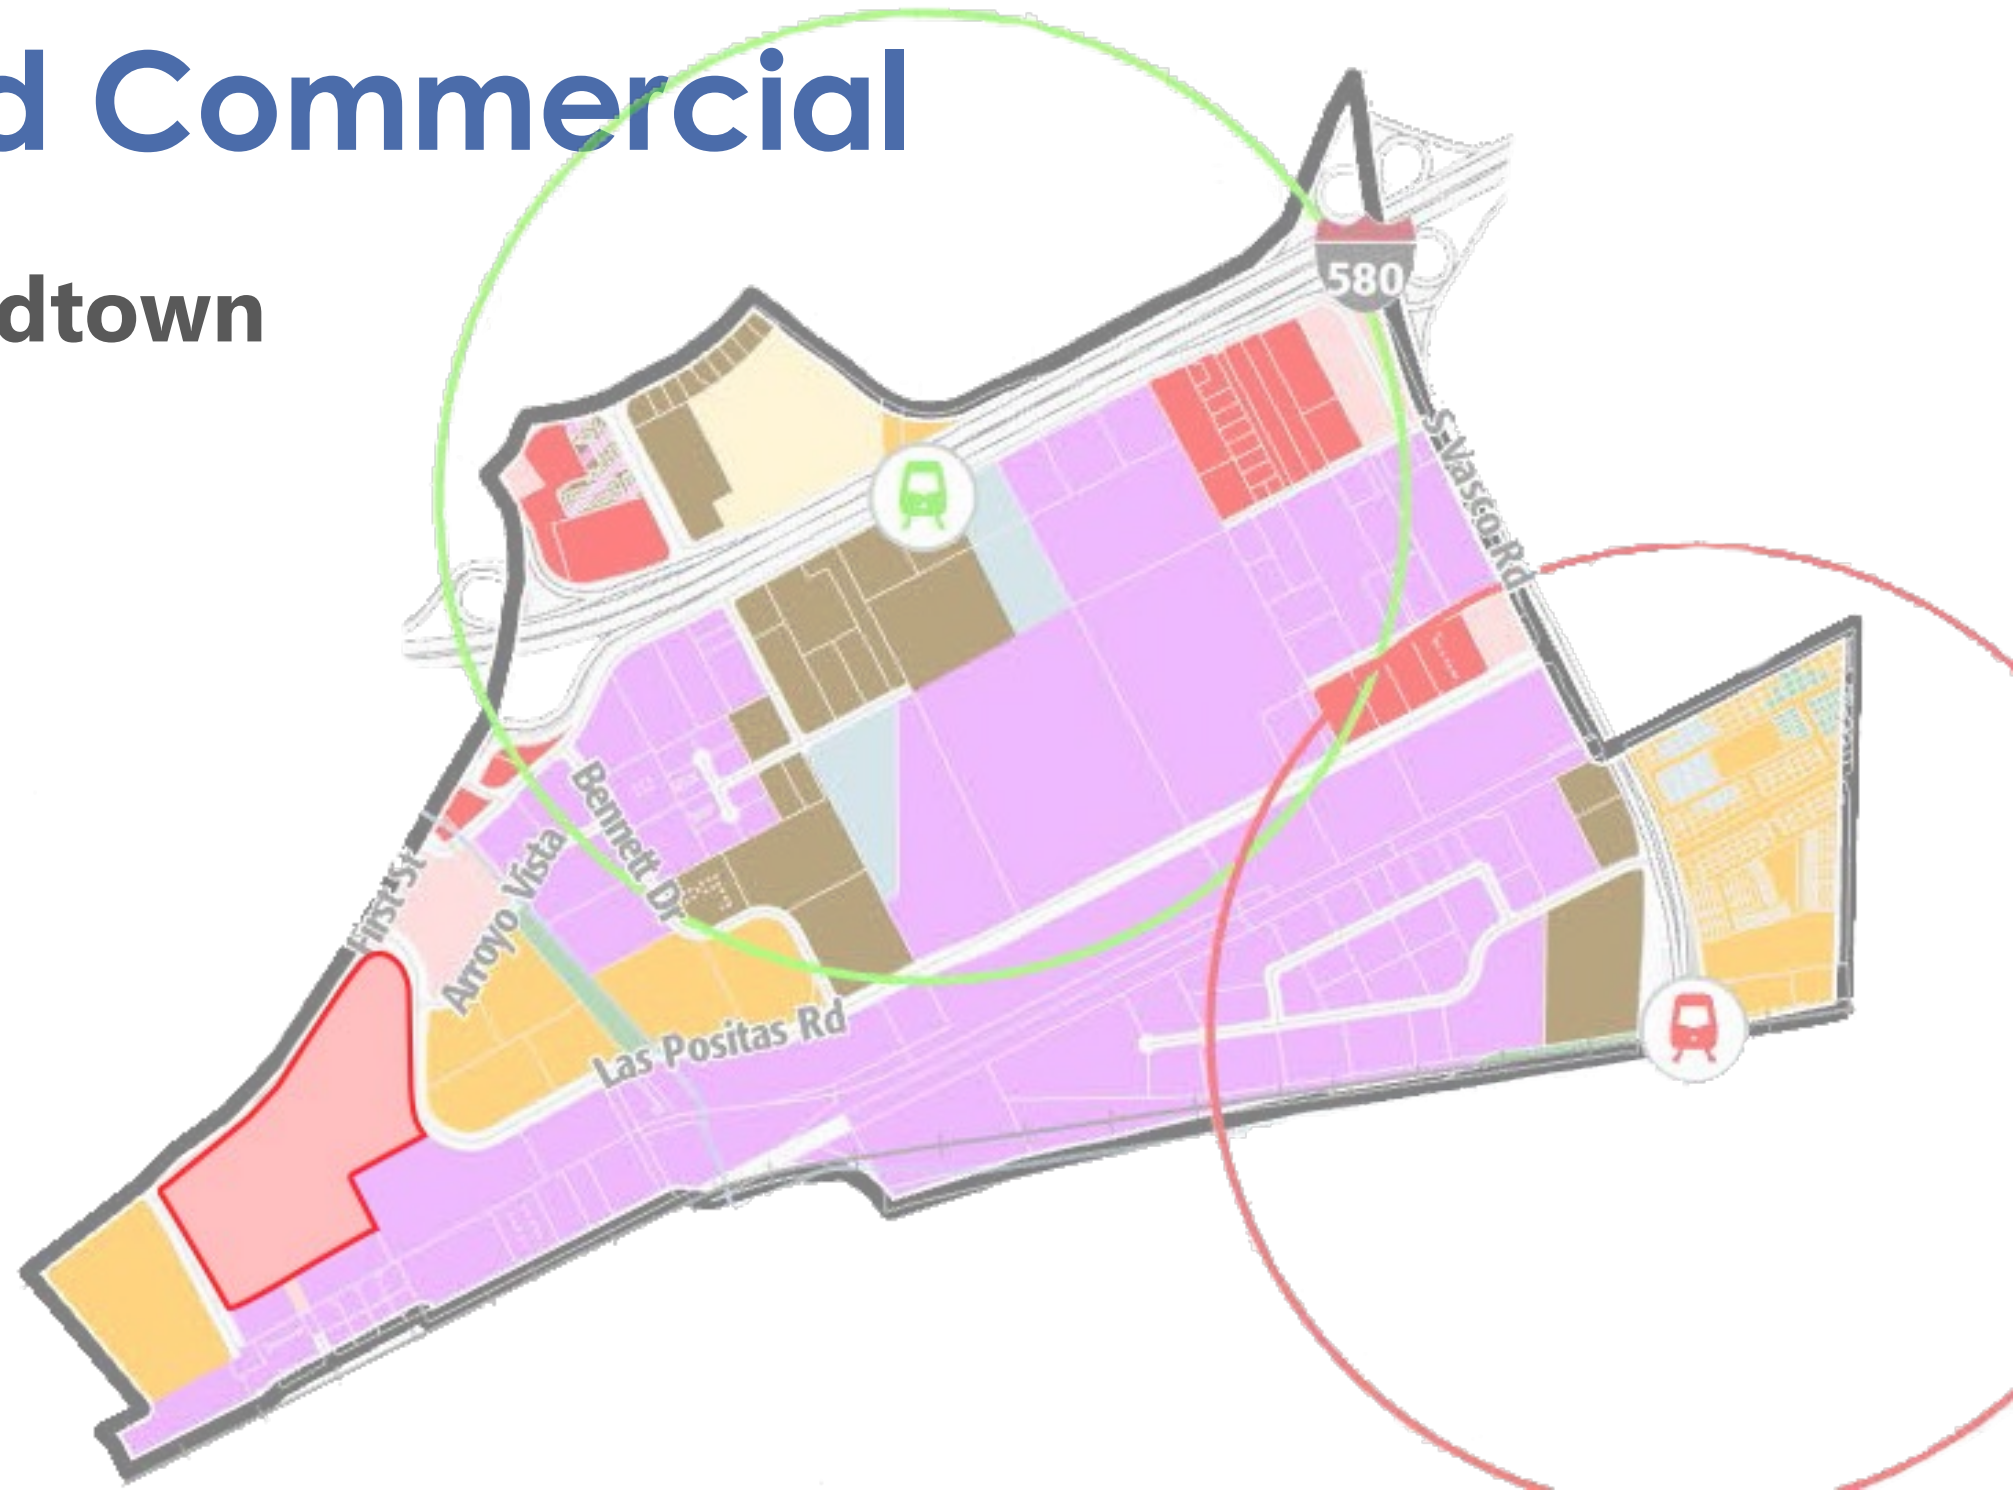 d Commercial
dtown
580
S Vasco Rd
Bennett Dr
Arroyo Vista
First St
Las Positas Rd